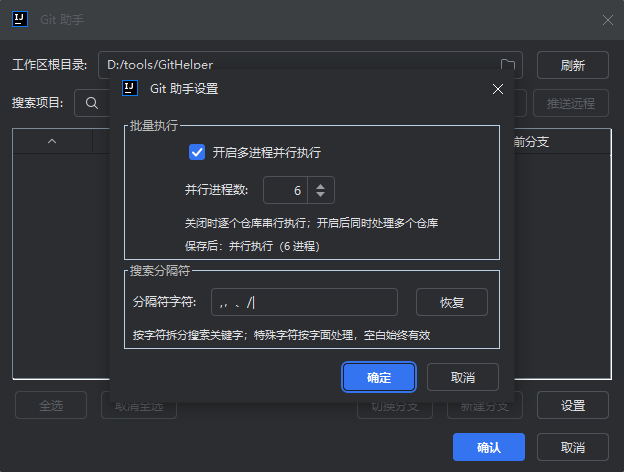 IJ Git 助手
工作区根目录: D:/tools/GitHelper 刷新
IJ Git 助手设置
搜索项目: 推送远程
批量执行
前分支
开启多进程并行执行
并行进程数: 6
关闭时逐个仓库串行执行；开启后同时处理多个仓库
保存后：并行执行（6 进程）
搜索分隔符
分隔符字符: ,，、/ 恢复
按字符拆分搜索关键字；特殊字符按字面处理，空白始终有效
确定 取消
全选 取消全选 切换分支 新建分支 设置
确认 取消